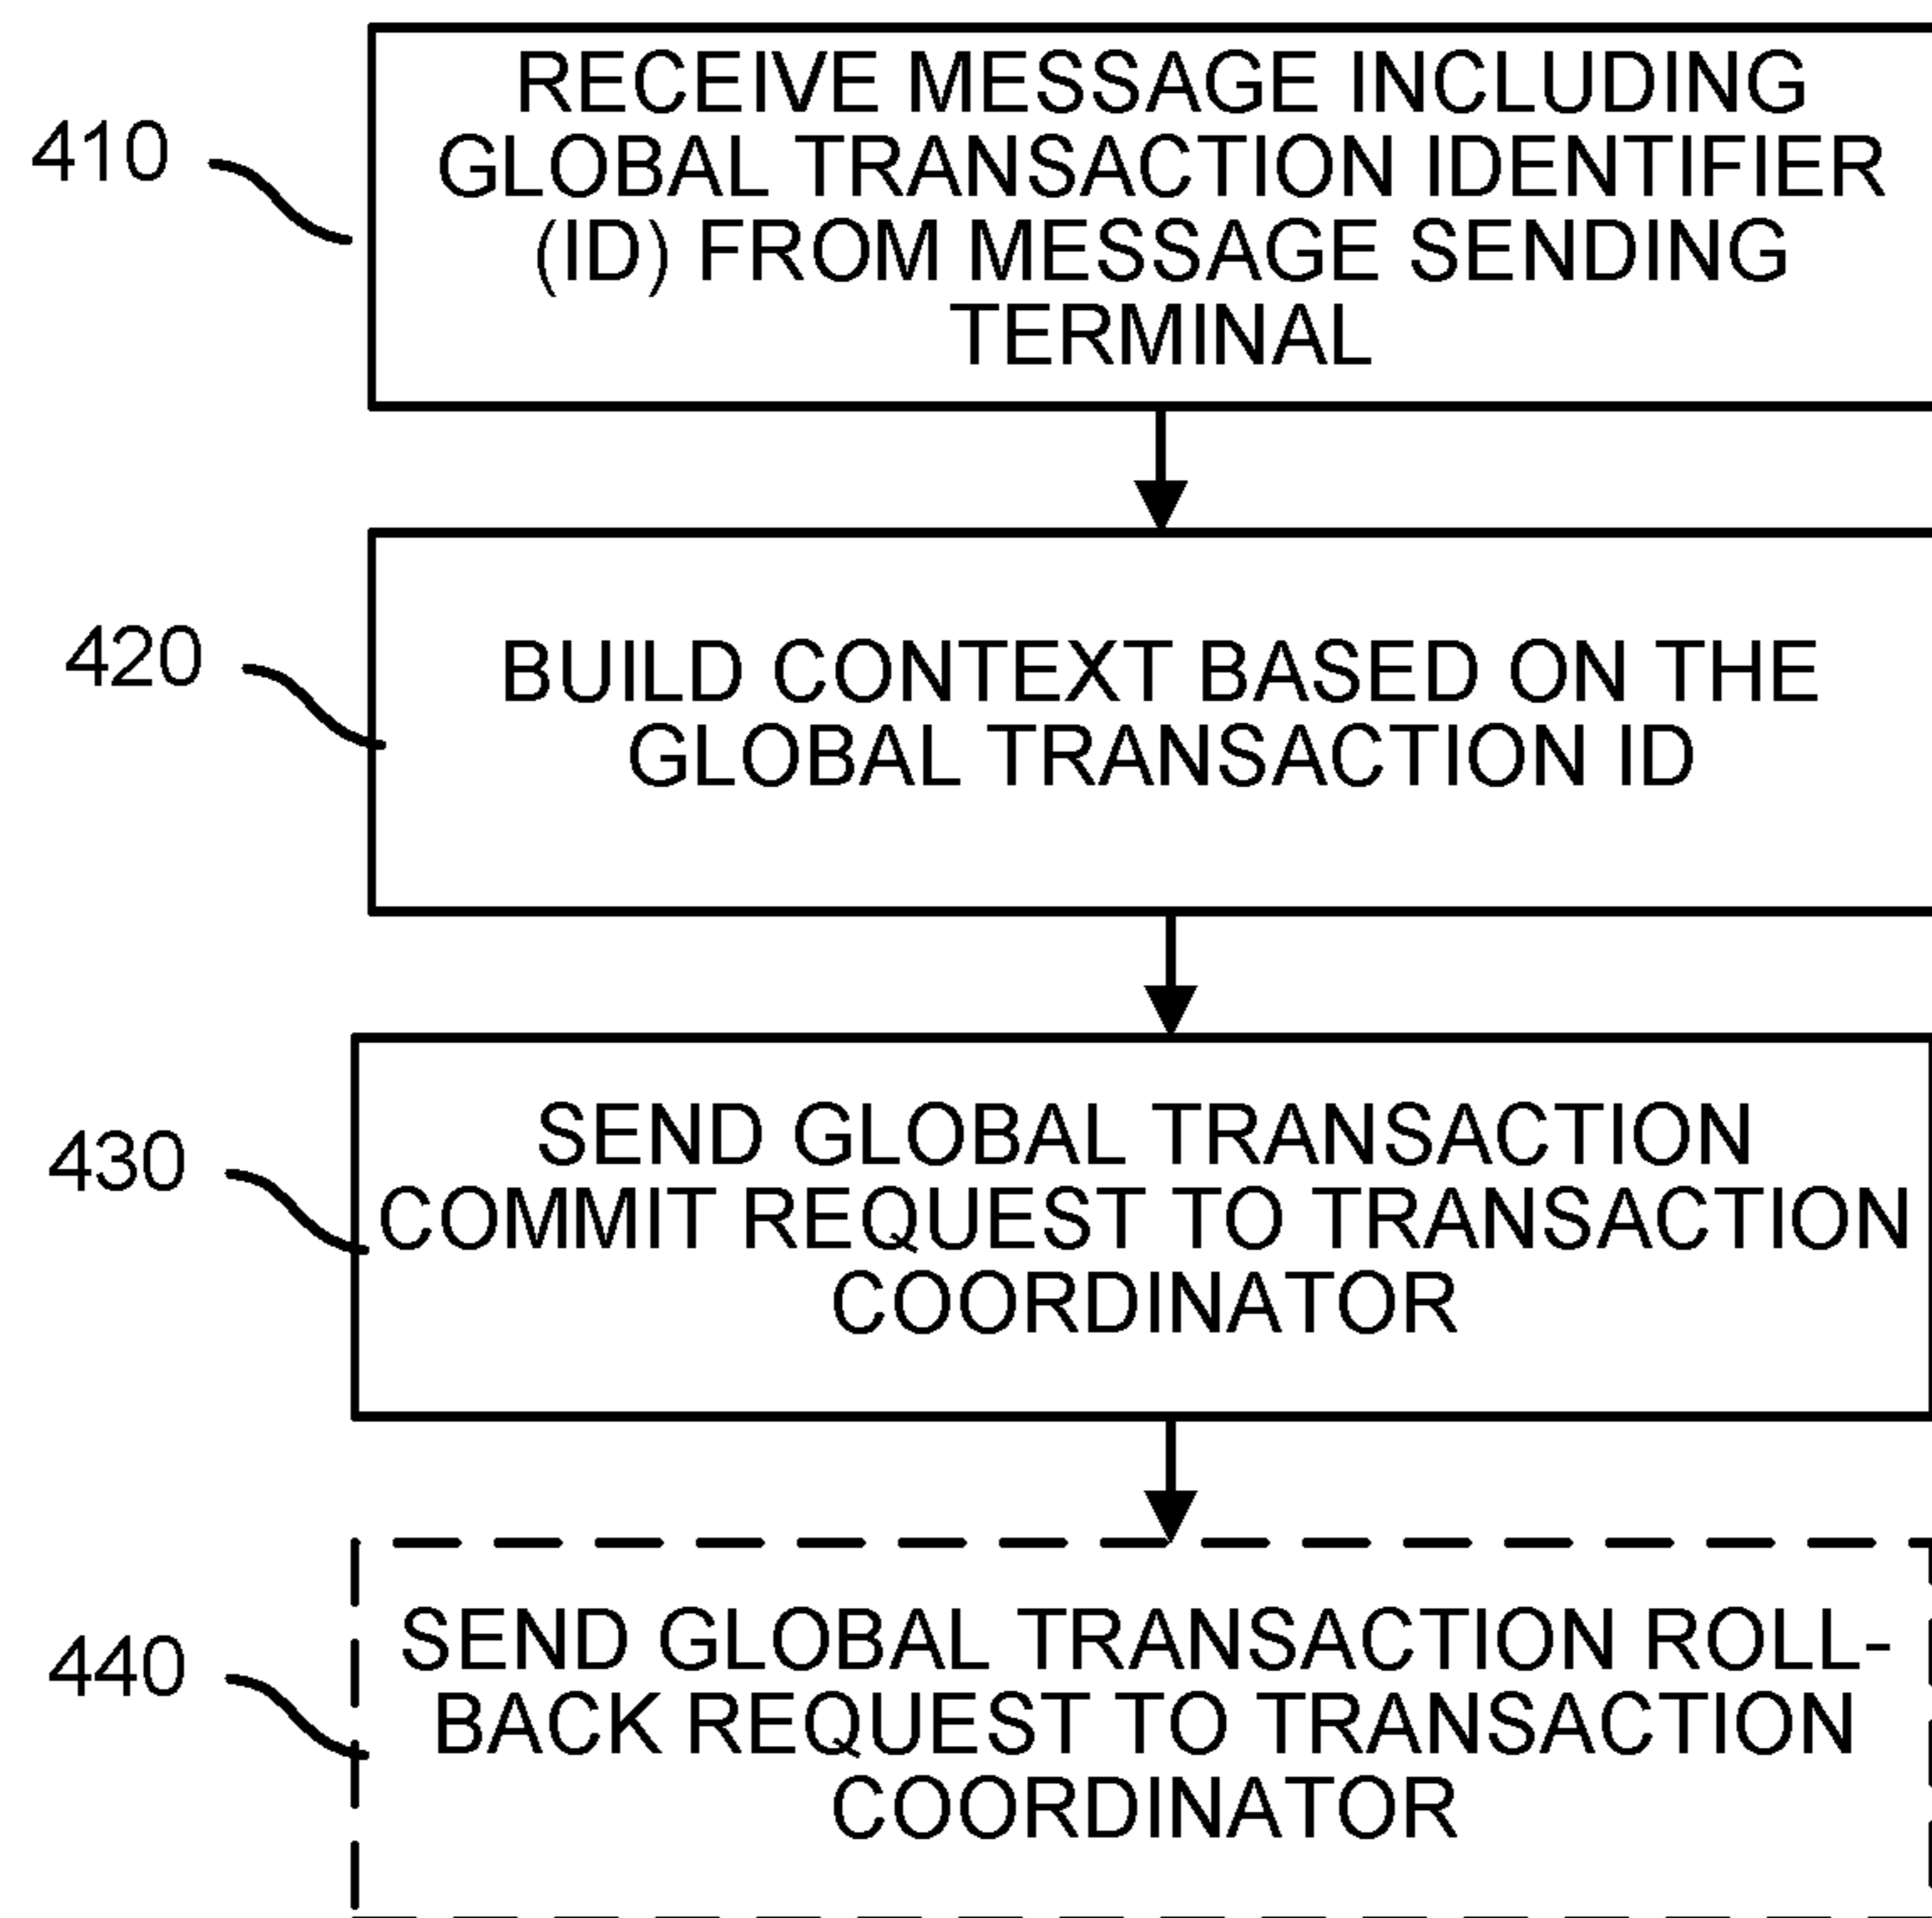 410
RECEIVE MESSAGE INCLUDING
GLOBAL TRANSACTION IDENTIFIER
(ID) FROM MESSAGE SENDING
TERMINAL
420
BUILD CONTEXT BASED ON THE
GLOBAL TRANSACTION ID
430
SEND GLOBAL TRANSACTION
COMMIT REQUEST TO TRANSACTION
COORDINATOR
440
SEND GLOBAL TRANSACTION ROLL-
BACK REQUEST TO TRANSACTION
COORDINATOR